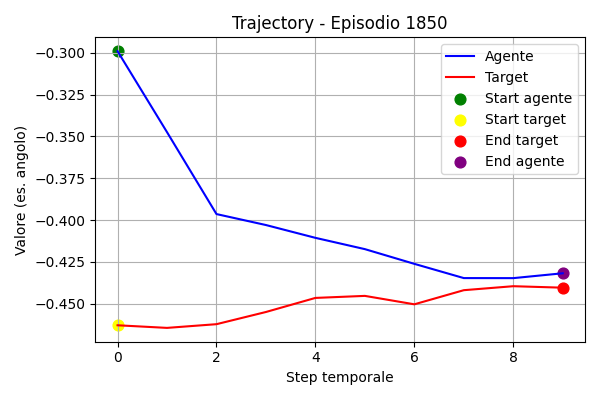 Trajectory - Episodio 1850
Valore (es. angolo)
−0.300
−0.325
−0.350
−0.375
−0.400
−0.425
−0.450
Agente
Target
Start agente
Start target
End target
End agente
0 2 4 6 8
Step temporale